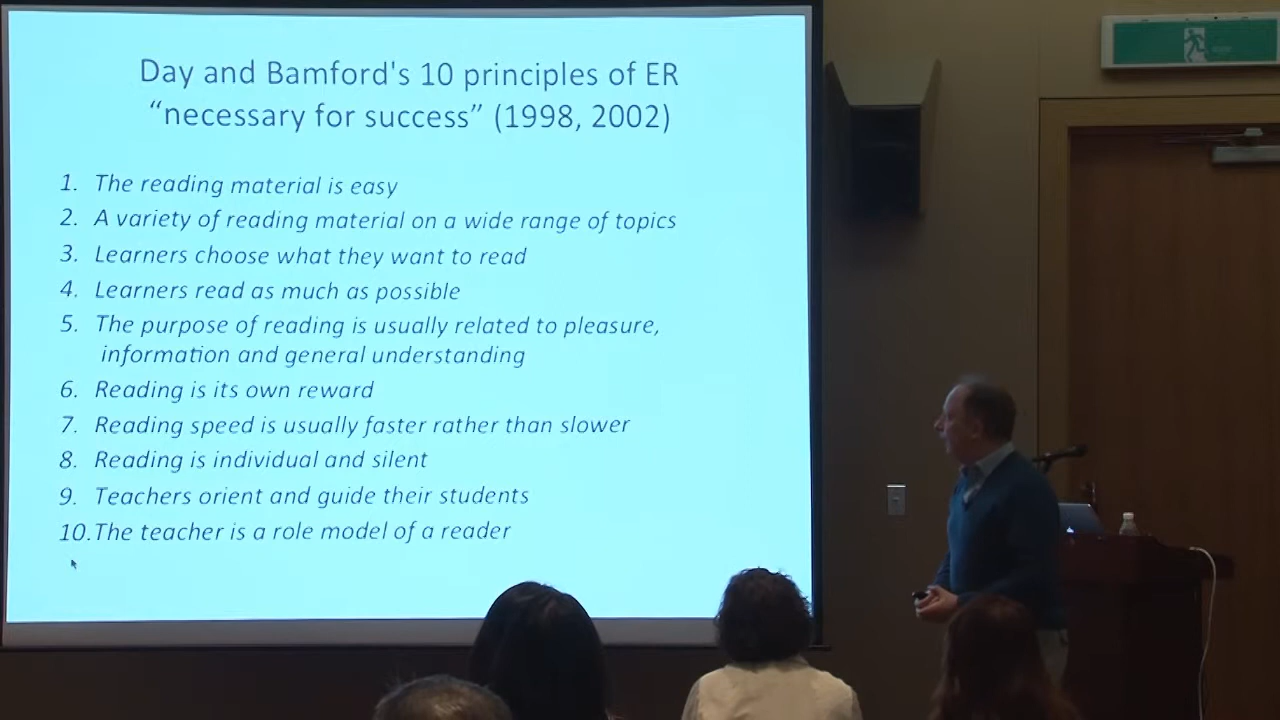 Day and Bamford's 10 principles of ER
“necessary for success” (1998, 2002)
1. The reading material is easy
2. A variety of reading material on a wide range of topics
3. Learners choose what they want to read
4. Learners read as much as possible
5. The purpose of reading is usually related to pleasure,
information and general understanding
6. Reading is its own reward
7. Reading speed is usually faster rather than slower
8. Reading is individual and silent
9. Teachers orient and guide their students
10. The teacher is a role model of a reader